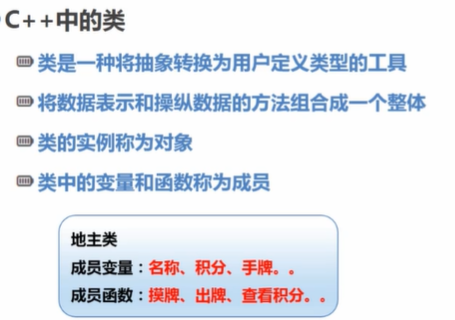 C++中的类
类是一种将抽象转换为用户定义类型的工具
将数据表示和操纵数据的方法组合成一个整体
类的实例称为对象
类中的变量和函数称为成员
地主类
成员变量：名称、积分、手牌。。
成员函数：摸牌、出牌、查看积分。。